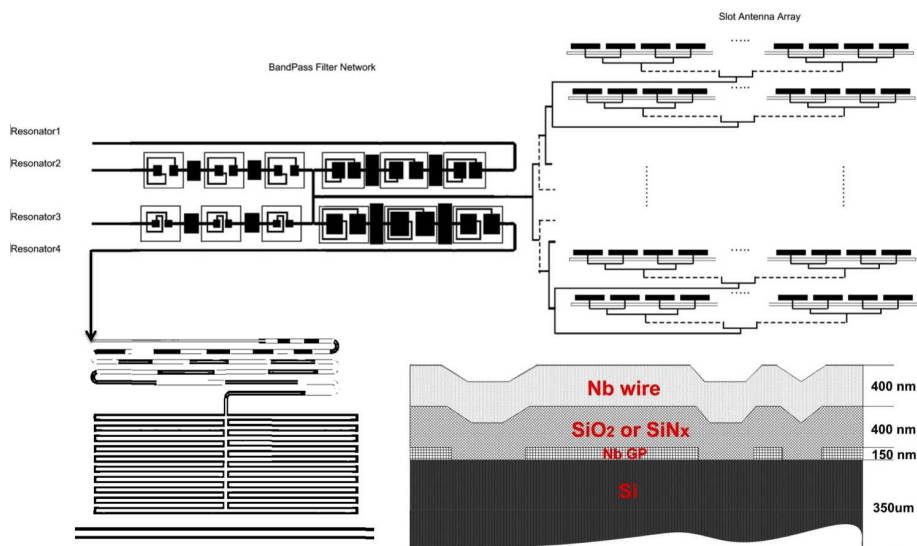 Slot Antenna Array
BandPass Filter Network
Resonator1
Resonator2
Resonator3
Resonator4
Nb wire
400 nm
SiO2 or SiNx
400 nm
Nb GP
150 nm
Si
350um